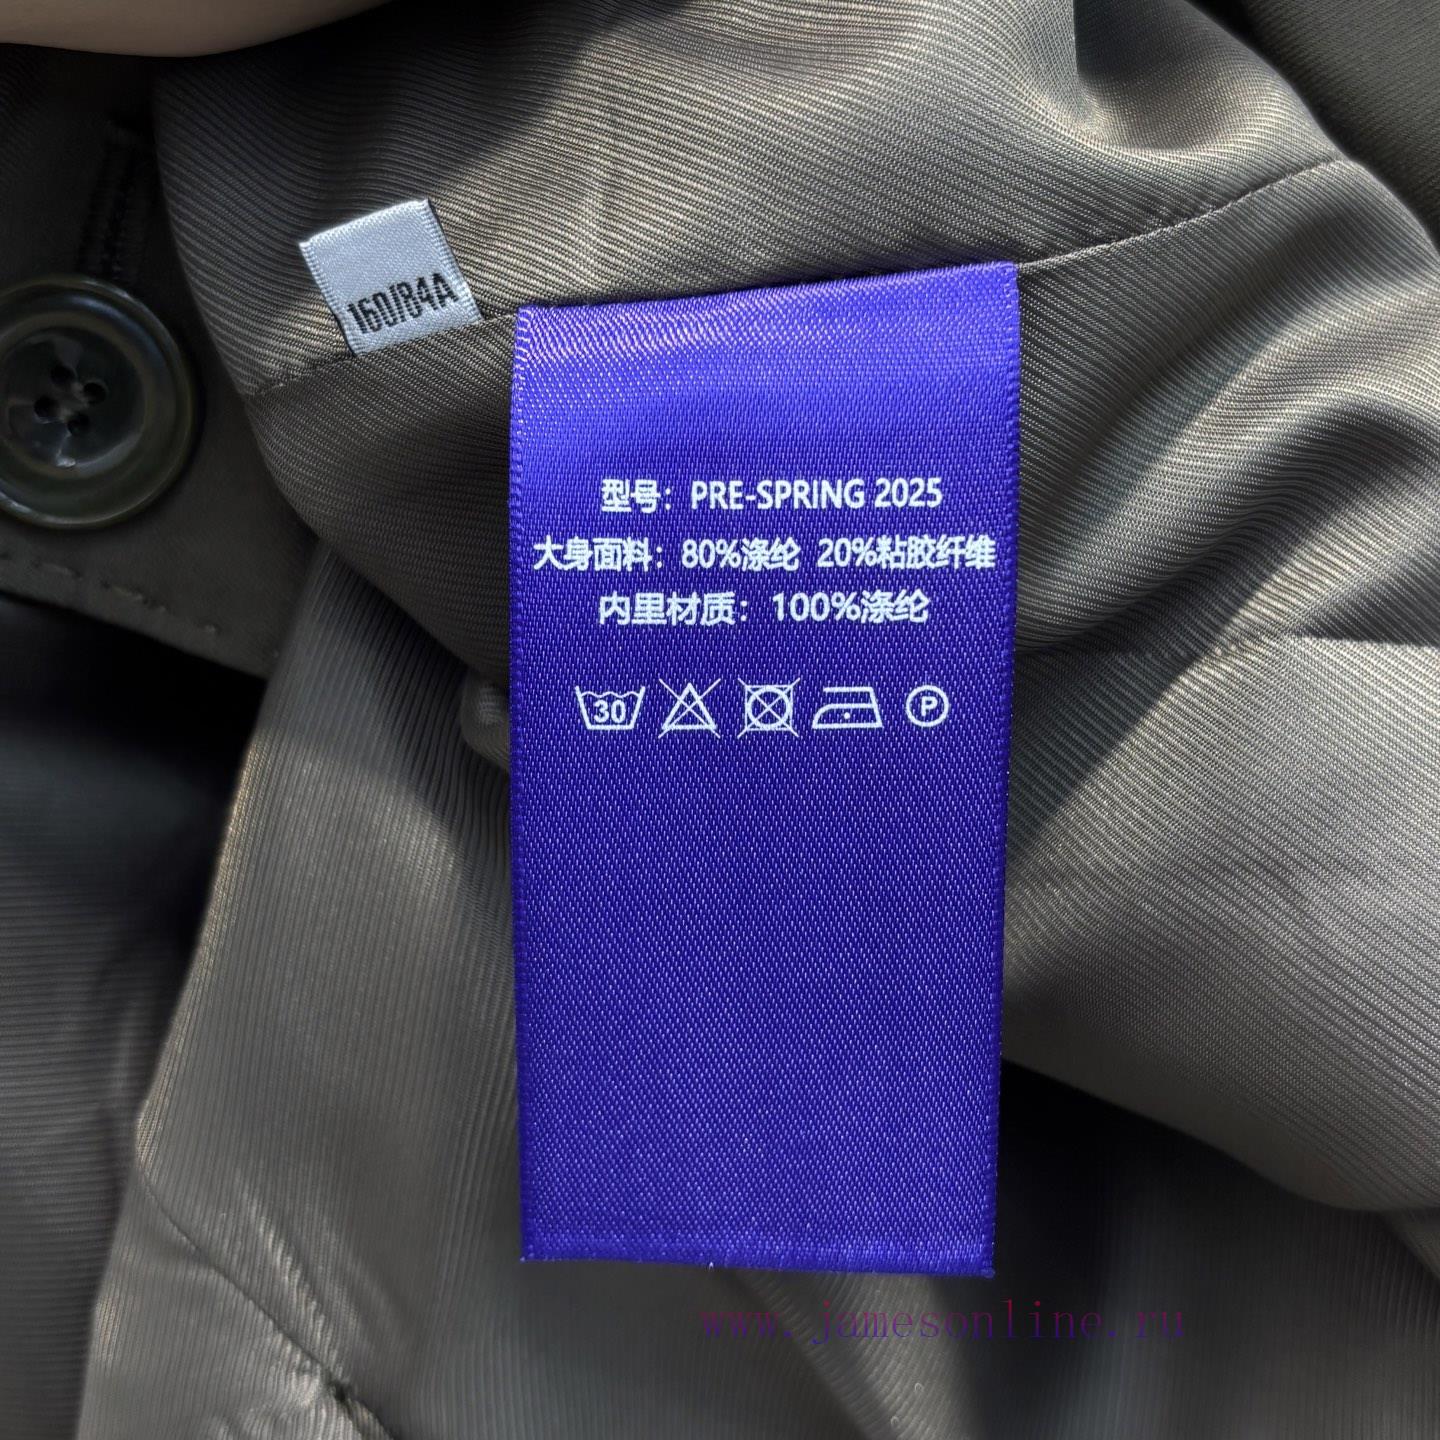 160/84A
型号：PRE-SPRING 2025
大身面料：80%涤纶 20%粘胶纤维
内里材质：100%涤纶
30 P
www.jamesonline.ru